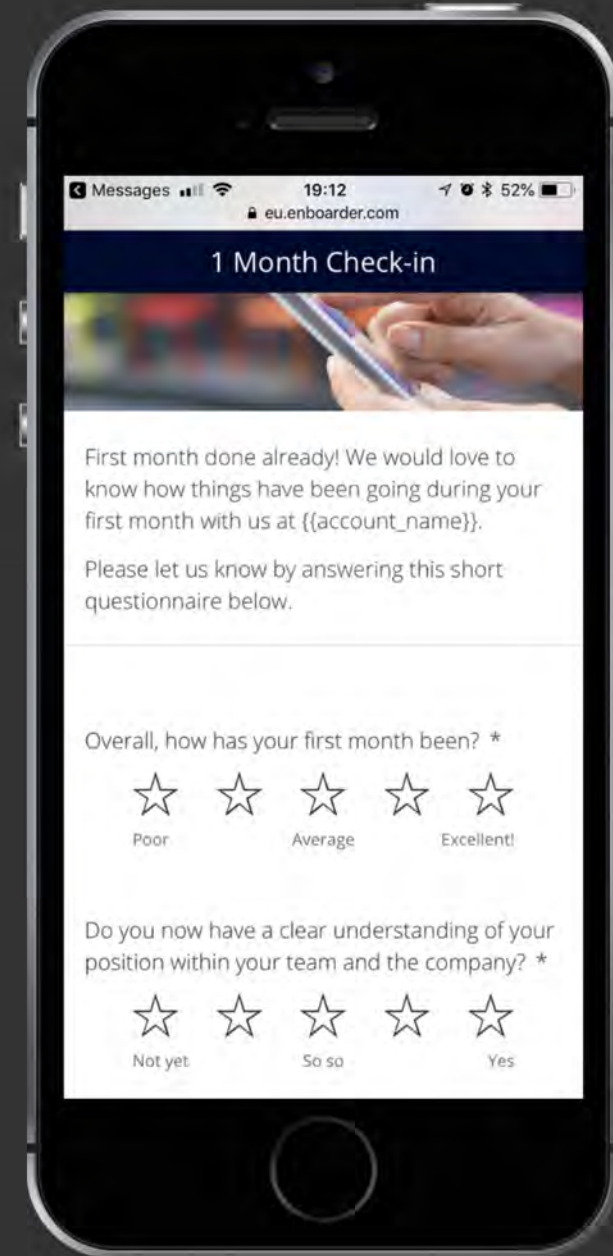 Messages 19:12 52%
eu.enboarder.com
1 Month Check-in
First month done already! We would love to
know how things have been going during your
first month with us at {{account_name}}.
Please let us know by answering this short
questionnaire below.
Overall, how has your first month been? *
Poor Average Excellent!
Do you now have a clear understanding of your
position within your team and the company? *
Not yet So so Yes